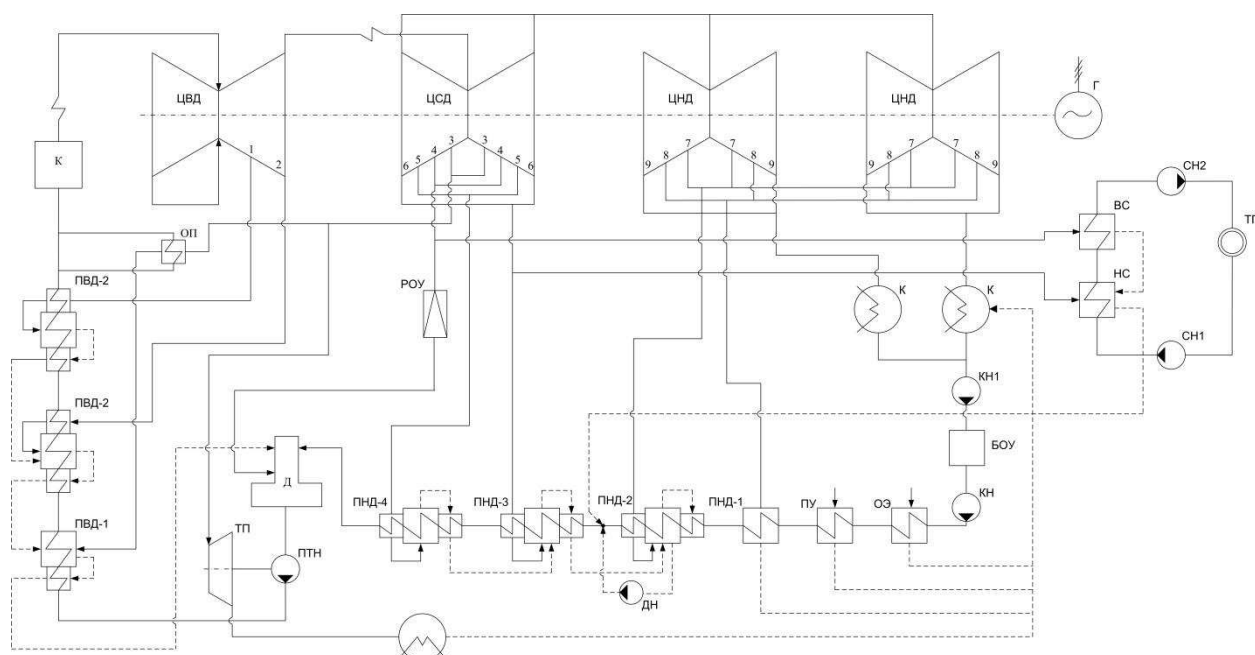 ЦВД
ЦСД
ЦНД
ЦНД
Г
К
1
2
6
5
4
3
3
4
5
6
9
8
7
7
8
9
9
8
7
7
8
9
СН2
ВС
ТП
ОП
НС
ПВД-2
РОУ
К
К
СН1
КН1
ПВД-2
БОУ
Д
ПНД-4
ПНД-3
ПНД-2
ПНД-1
ПУ
ОЭ
КН
ПВД-1
ТП
ПТН
ДН